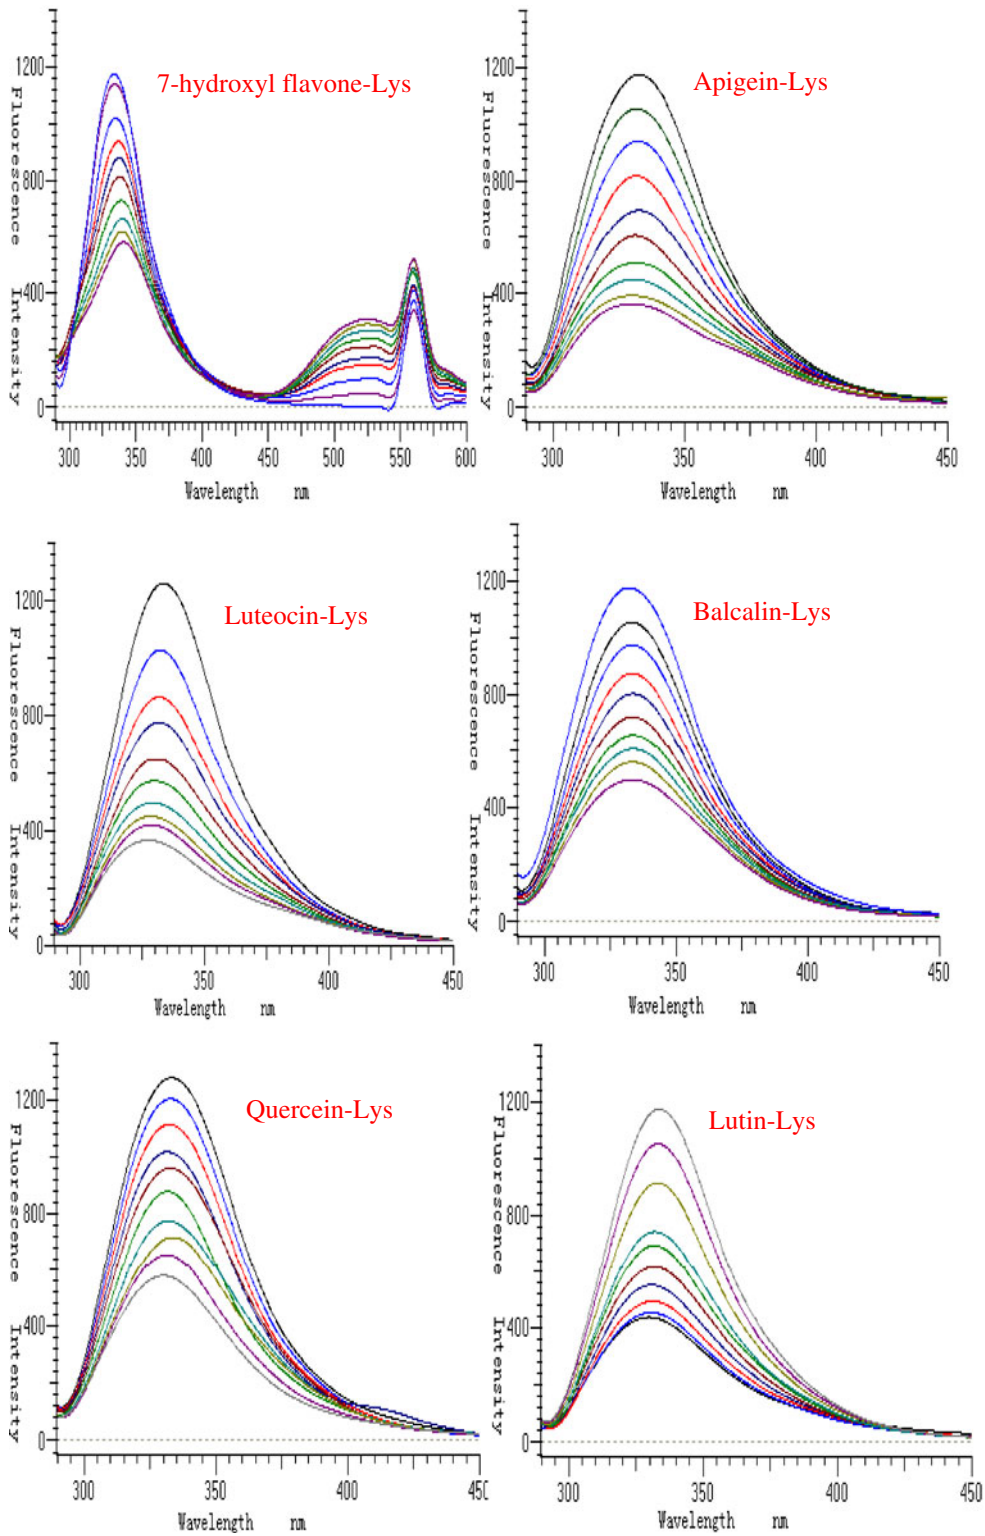 7-hydroxyl flavone-Lys
Fluorescence Intensity
1200
800
400
0
300 350 400 450 500 550 600
Wavelength nm
Apigein-Lys
Fluorescence Intensity
1200
800
400
0
300 350 400 450
Wavelength nm
Luteocin-Lys
Fluorescence Intensity
1200
800
400
0
300 350 400 450
Wavelength nm
Balcalin-Lys
Fluorescence Intensity
1200
800
400
0
300 350 400 450
Wavelength nm
Quercein-Lys
Fluorescence Intensity
1200
800
400
0
300 350 400 450
Wavelength nm
Lutin-Lys
Fluorescence Intensity
1200
800
400
0
300 350 400 450
Wavelength nm